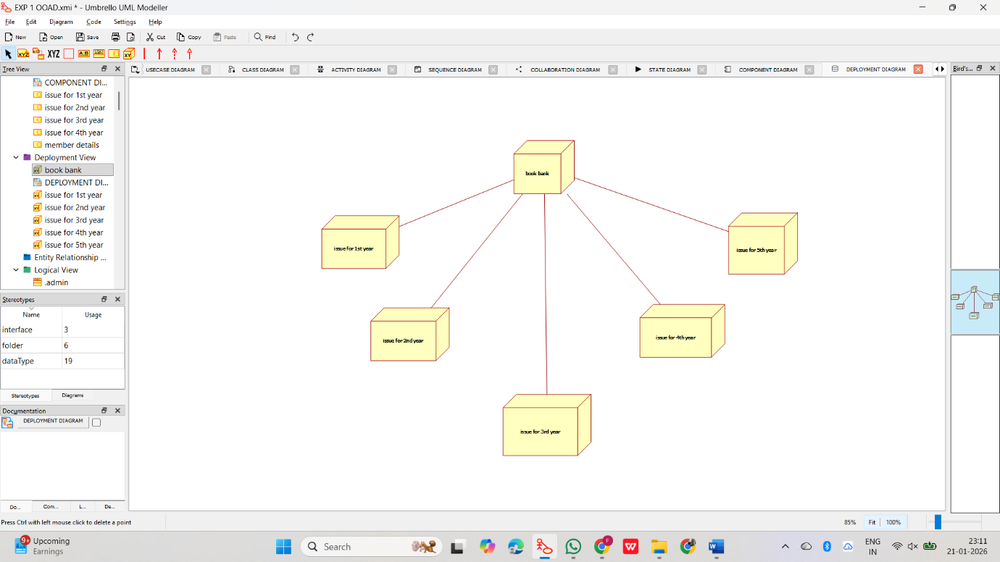 EXP 1 OOAD.xmi * - Umbrello UML Modeller
File Edit Diagram Code Settings Help
New Open Save Cut Copy Paste Find
XYZ XYZ A:B XY
Tree View
USECASE DIAGRAM CLASS DIAGRAM ACTIVITY DIAGRAM SEQUENCE DIAGRAM COLLABORATION DIAGRAM STATE DIAGRAM COMPONENT DIAGRAM DEPLOYMENT DIAGRAM
Bird's...
COMPONENT DI...
issue for 1st year
issue for 2nd year
issue for 3rd year
issue for 4th year
member details
Deployment View
book bank
DEPLOYMENT DI...
issue for 1st year
issue for 2nd year
issue for 3rd year
issue for 4th year
issue for 5th year
Entity Relationship ...
Logical View
.admin
Stereotypes
Name Usage
interface 3
folder 6
dataType 19
Stereotypes Diagrams
Documentation
DEPLOYMENT DIAGRAM
Do... Com... L... De...
book bank
issue for 1st year
issue for 5th year
issue for 2nd year
issue for 4th year
issue for 3rd year
Press Ctrl with left mouse click to delete a point
85% Fit 100%
9+ Upcoming
Earnings
Search
F
W
ENG
IN
23:11
21-01-2026